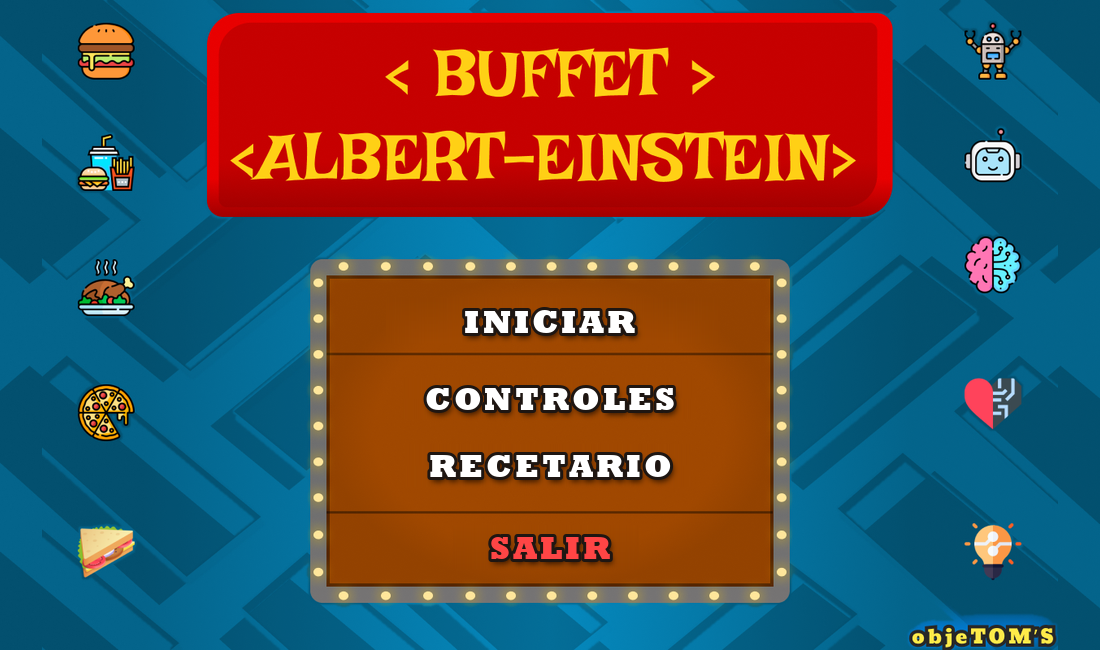 < BUFFET >
<ALBERT-EINSTEIN>
INICIAR
CONTROLES
RECETARIO
SALIR
objeTOM'S